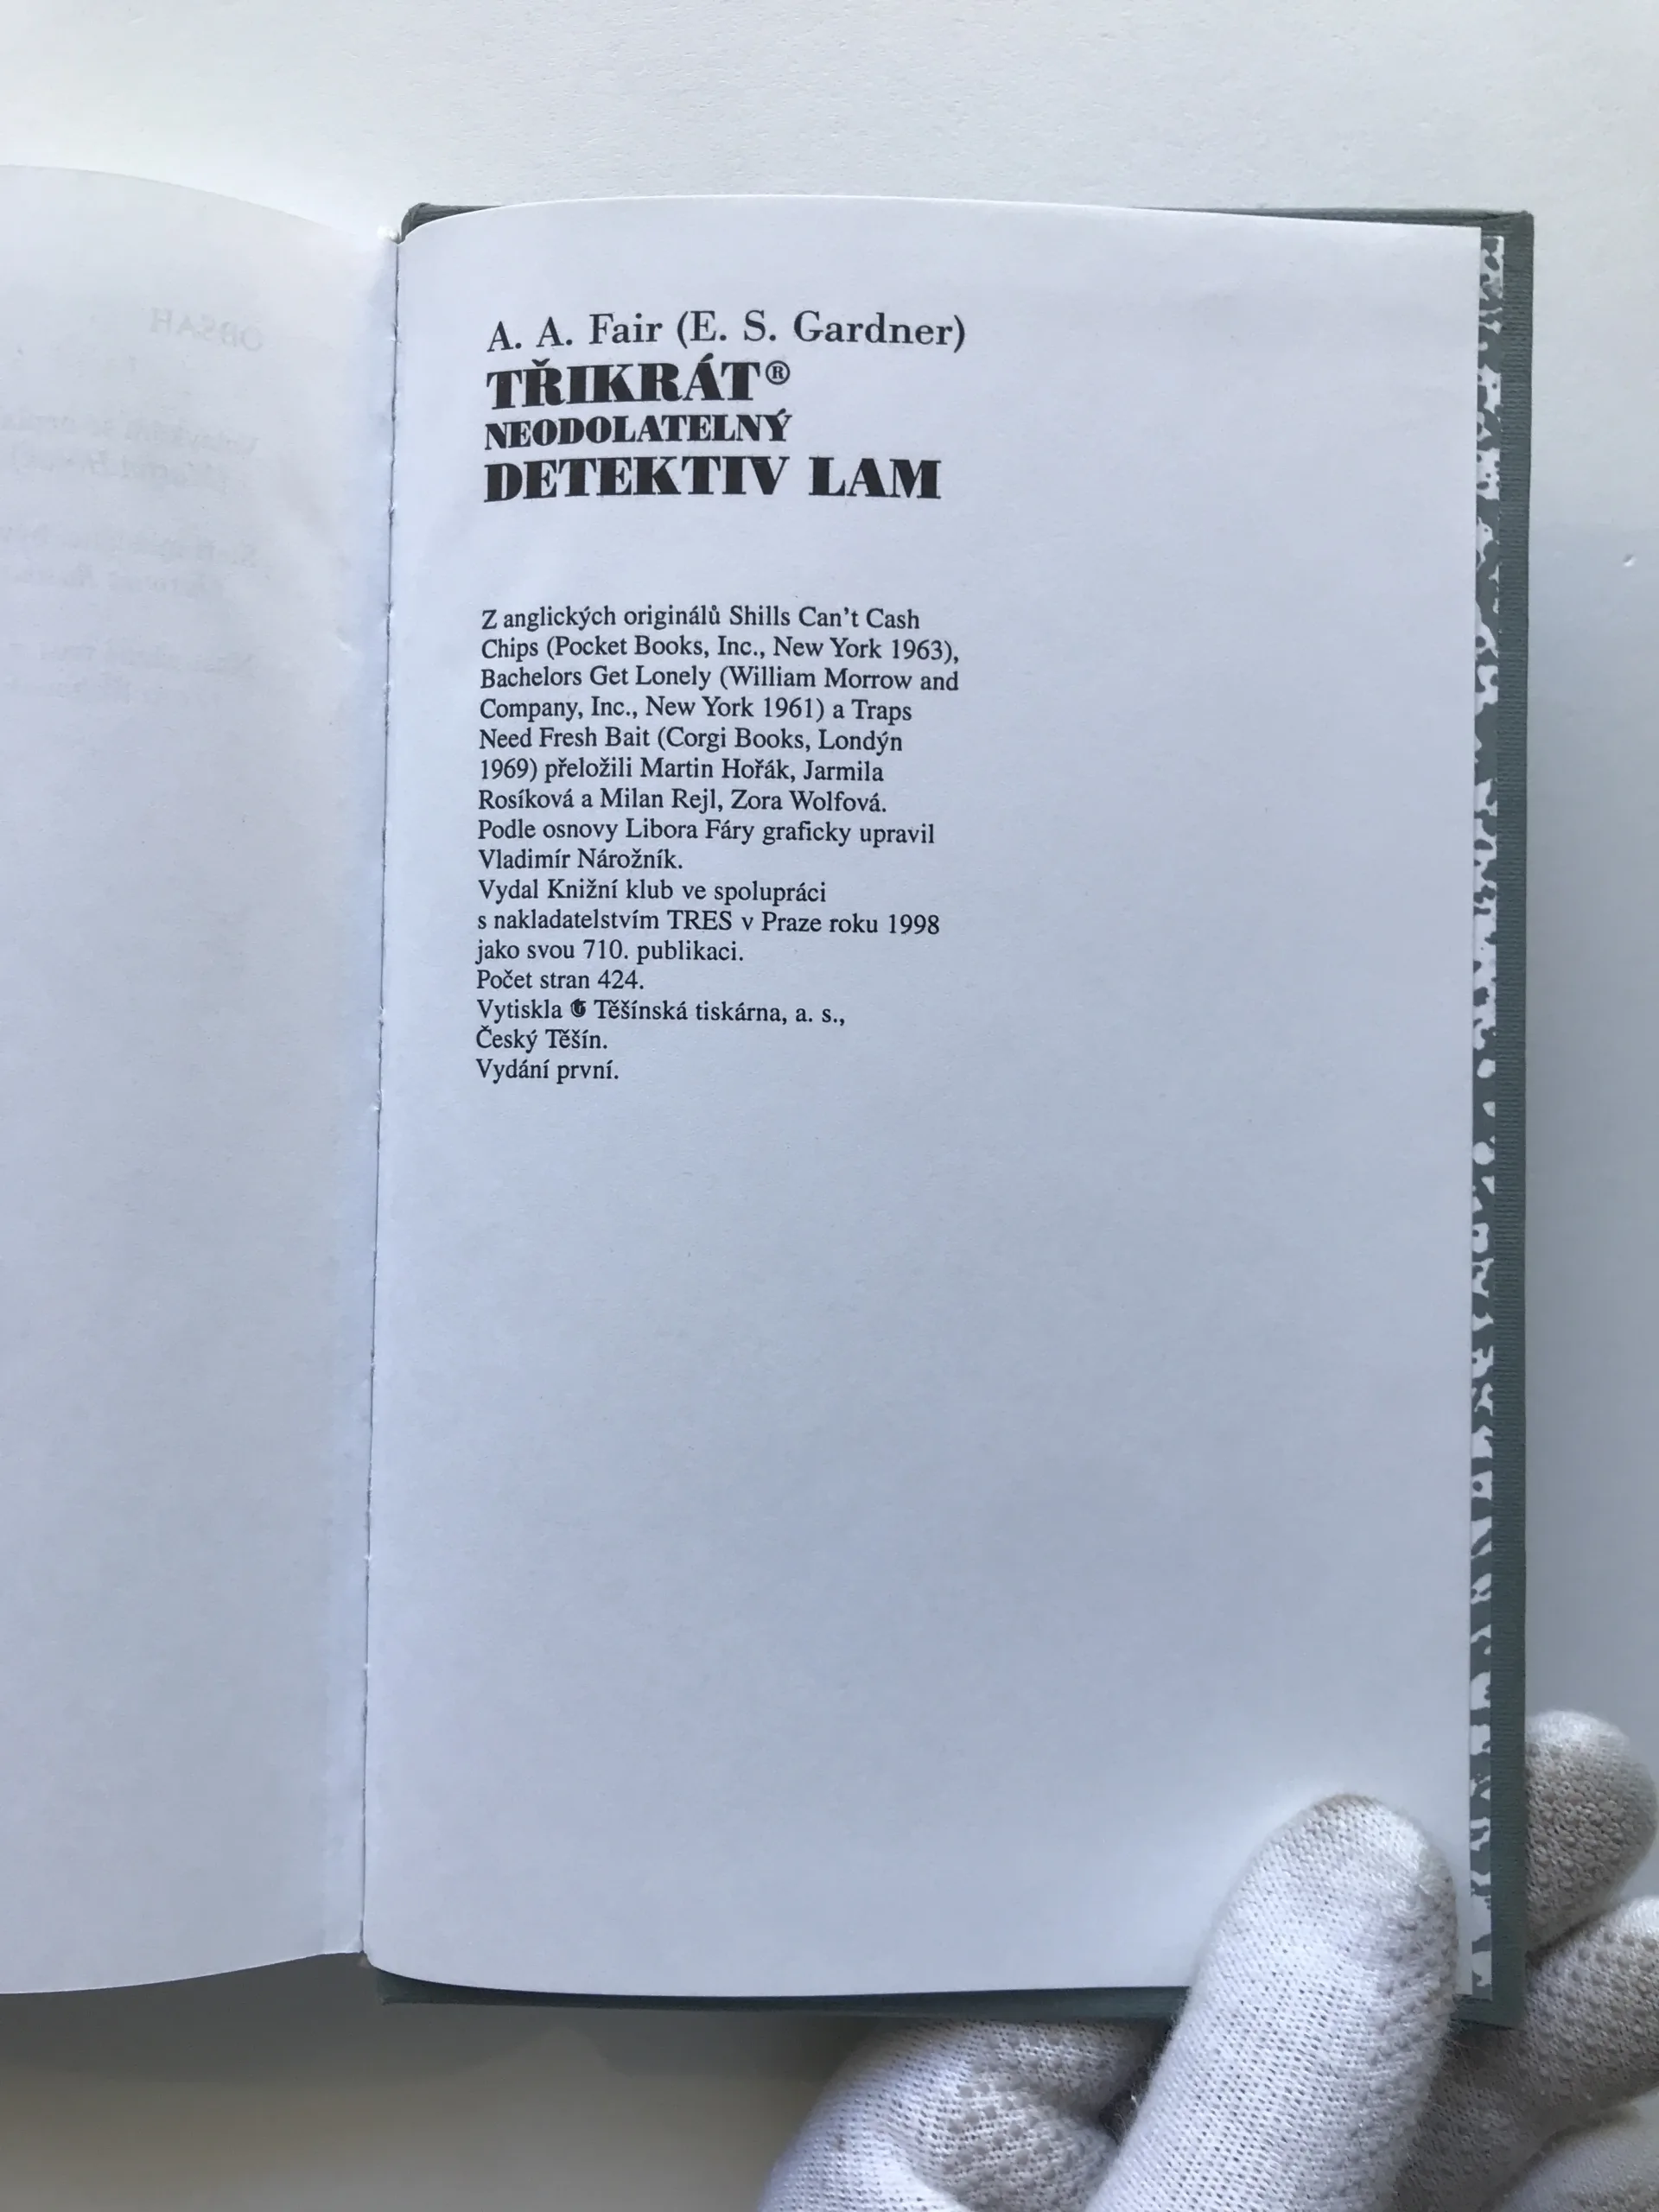 A. A. Fair (E. S. Gardner)
TŘIKRÁT®
NEODOLATELNÝ
DETEKTIV LAM
Z anglických originálů Shills Can't Cash
Chips (Pocket Books, Inc., New York 1963),
Bachelors Get Lonely (William Morrow and
Company, Inc., New York 1961) a Traps
Need Fresh Bait (Corgi Books, Londýn
1969) přeložili Martin Hořák, Jarmila
Rosíková a Milan Rejl, Zora Wolfová.
Podle osnovy Libora Fáry graficky upravil
Vladimír Nárožník.
Vydal Knižní klub ve spolupráci
s nakladatelstvím TRES v Praze roku 1998
jako svou 710. publikaci.
Počet stran 424.
Vytiskla Těšínská tiskárna, a. s.,
Český Těšín.
Vydání první.